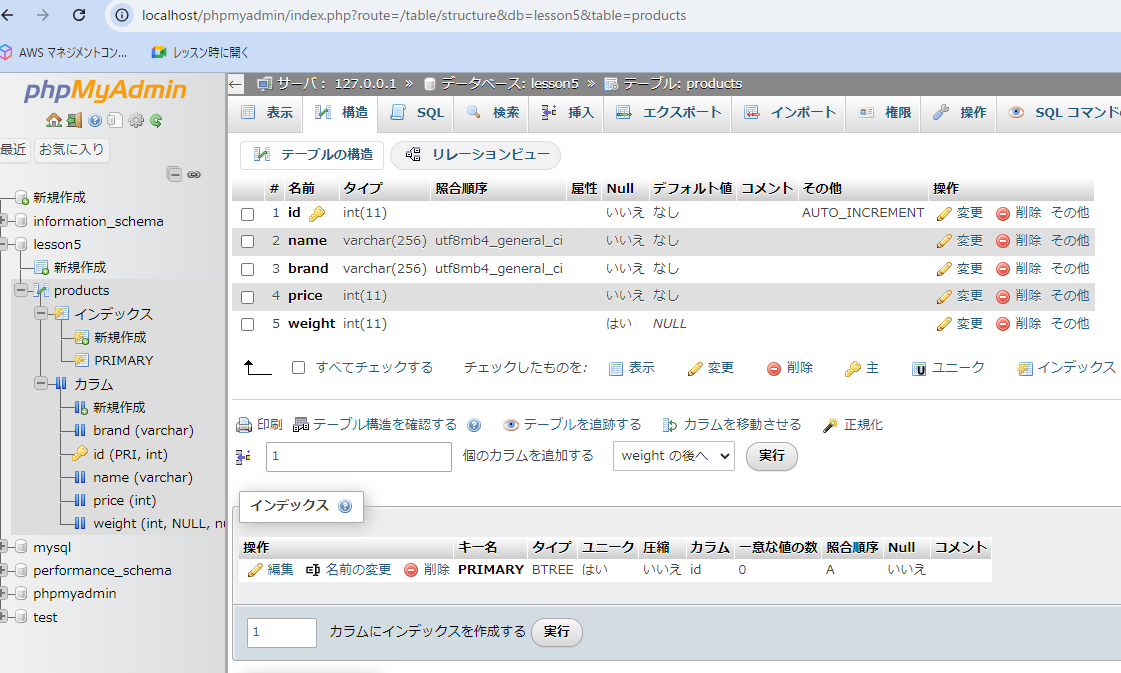 localhost/phpmyadmin/index.php?route=/table/structure&db=lesson5&table=products
AWS マネジメントコン...
レッスン時に開く
phpMyAdmin
最近
お気に入り
新規作成
information_schema
lesson5
新規作成
products
インデックス
新規作成
PRIMARY
カラム
新規作成
brand (varchar)
id (PRI, int)
name (varchar)
price (int)
weight (int, NULL, nu
mysql
performance_schema
phpmyadmin
test
サーバ: 127.0.0.1 » データベース: lesson5 » テーブル: products
表示 構造 SQL 検索 挿入 エクスポート インポート 権限 操作 SQL コマンド
テーブルの構造 リレーションビュー
# 名前 タイプ 照合順序 属性 Null デフォルト値 コメント その他 操作
1 id int(11) いいえ なし AUTO_INCREMENT 変更 削除 その他
2 name varchar(256) utf8mb4_general_ci いいえ なし 変更 削除 その他
3 brand varchar(256) utf8mb4_general_ci いいえ なし 変更 削除 その他
4 price int(11) いいえ なし 変更 削除 その他
5 weight int(11) はい NULL 変更 削除 その他
すべてチェックする チェックしたものを: 表示 変更 削除 主 ユニーク インデックス
印刷 テーブル構造を確認する テーブルを追跡する カラムを移動させる 正規化
1 個のカラムを追加する weight の後へ 実行
インデックス
操作 キー名 タイプ ユニーク 圧縮 カラム 一意な値の数 照合順序 Null コメント
編集 名前の変更 削除 PRIMARY BTREE はい いいえ id 0 A いいえ
1 カラムにインデックスを作成する 実行